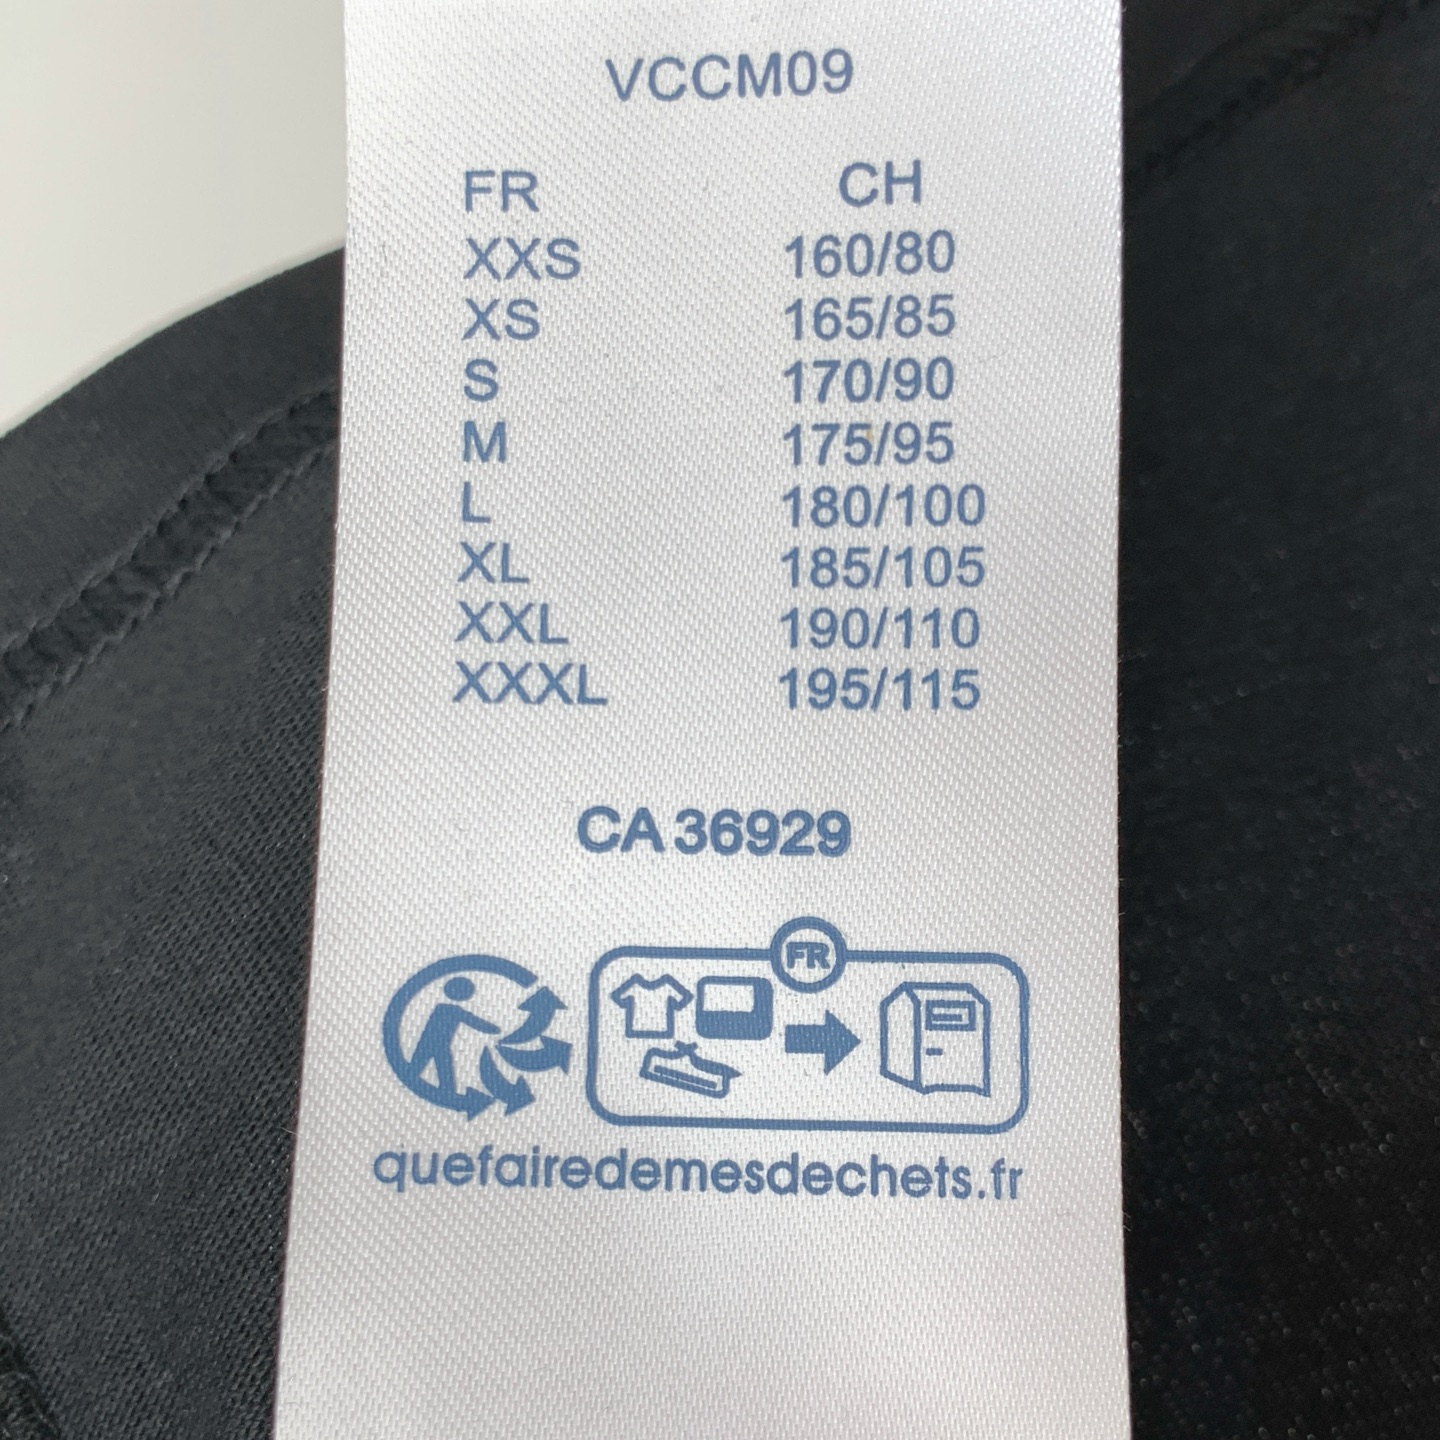 VCCM09
FR CH
XXS 160/80
XS 165/85
S 170/90
M 175/95
L 180/100
XL 185/105
XXL 190/110
XXXL 195/115
CA 36929
FR
quefairedemesdechets.fr